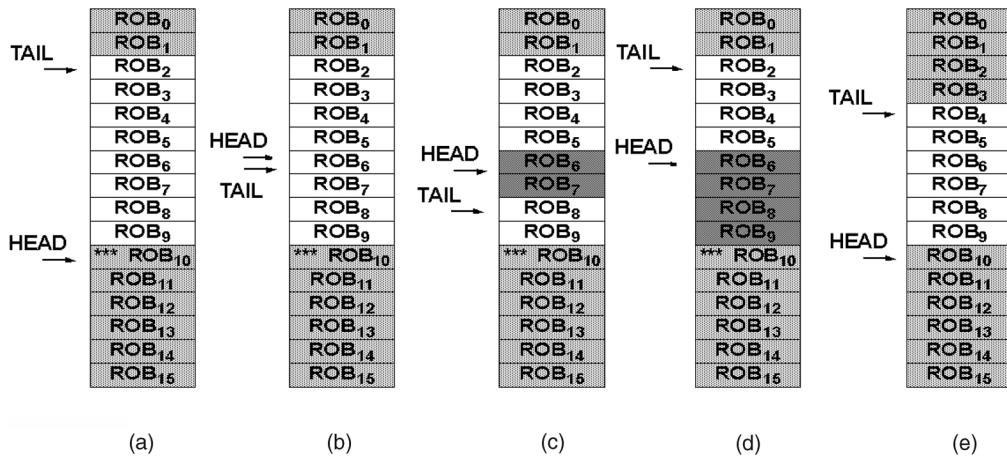 ROB0 ROB0 ROB0 ROB0 ROB0
TAIL ROB1 ROB1 ROB1 TAIL ROB1 ROB1
ROB2 ROB2 ROB2 ROB2 ROB2
ROB3 ROB3 ROB3 ROB3 TAIL ROB3
ROB4 ROB4 ROB4 ROB4 ROB4
ROB5 HEAD ROB5 ROB5 ROB5 ROB5
ROB6 ROB6 HEAD ROB6 HEAD ROB6 ROB6
ROB7 TAIL ROB7 ROB7 ROB7 ROB7
ROB8 ROB8 TAIL ROB8 ROB8 ROB8
HEAD ROB9 ROB9 ROB9 ROB9 HEAD ROB9
*** ROB10 *** ROB10 *** ROB10 *** ROB10 ROB10
ROB11 ROB11 ROB11 ROB11 ROB11
ROB12 ROB12 ROB12 ROB12 ROB12
ROB13 ROB13 ROB13 ROB13 ROB13
ROB14 ROB14 ROB14 ROB14 ROB14
ROB15 ROB15 ROB15 ROB15 ROB15
(a) (b) (c) (d) (e)